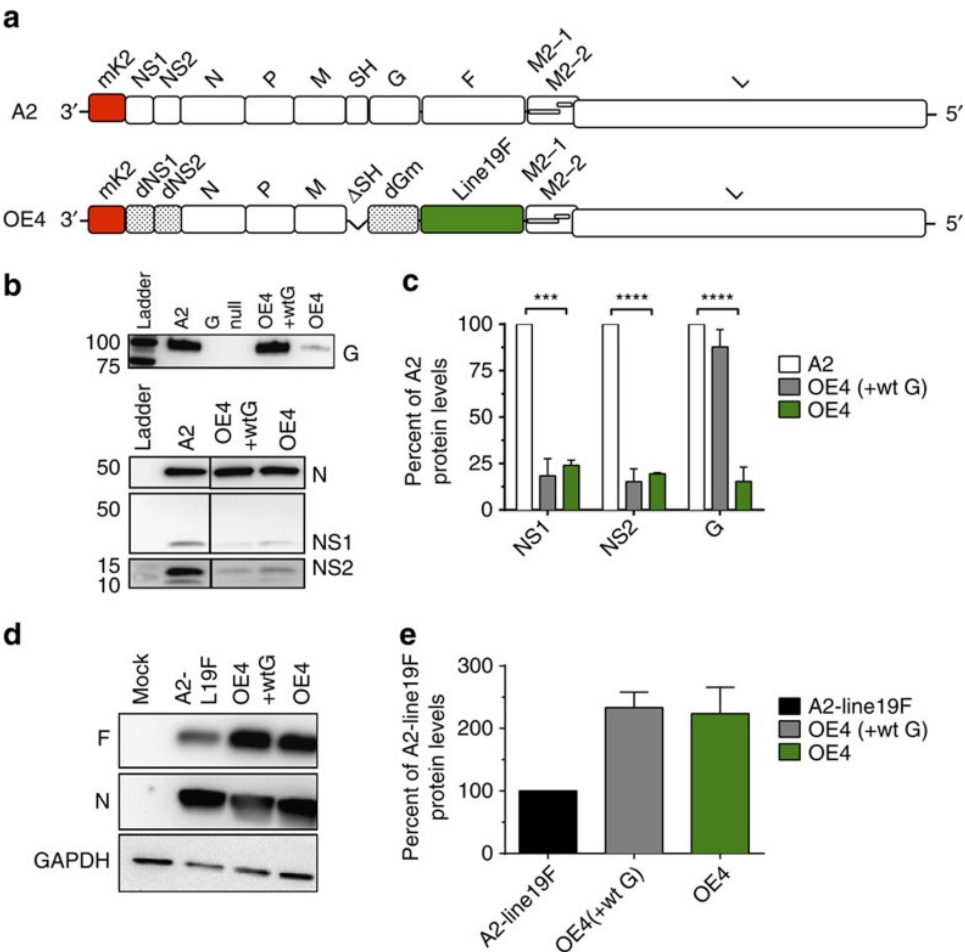 a
mK2 NS1 NS2 N P M SH G F M2–1 M2–2 L
A2 3′ 5′
mK2 dNS1 dNS2 N P M ΔSH dGm Line19F M2–1 M2–2 L
OE4 3′ 5′
b
Ladder A2 G null OE4 +wtG OE4
100
75
G
Ladder A2 OE4 +wtG OE4
50 N
50
NS1
15 NS2
10
c
*** **** ****
Percent of A2
protein levels
100
75
50
25
0
NS1 NS2 G
A2
OE4 (+wt G)
OE4
d
Mock A2-L19F OE4 +wtG OE4
F
N
GAPDH
e
Percent of A2-line19F
protein levels
300
200
100
0
A2-line19F OE4(+wt G) OE4
A2-line19F
OE4 (+wt G)
OE4